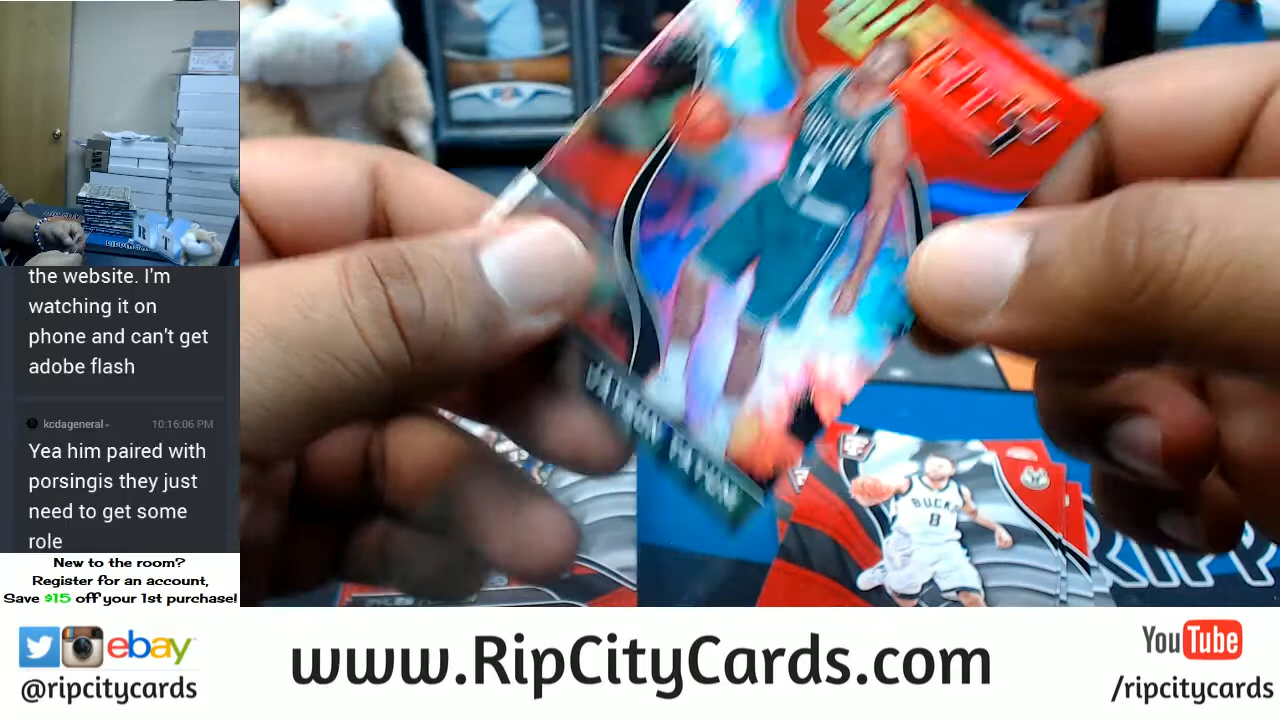 the website. I'm
watching it on
phone and can't get
adobe flash
kcdageneral
10:16:06 PM
Yea him paired with
porsingis they just
need to get some
role
New to the room?
Register for an account,
Save $15 off your 1st purchase!
BUCKS
8
RIPP
ebay
@ripcitycards
www.RipCityCards.com
YouTube
/ripcitycards